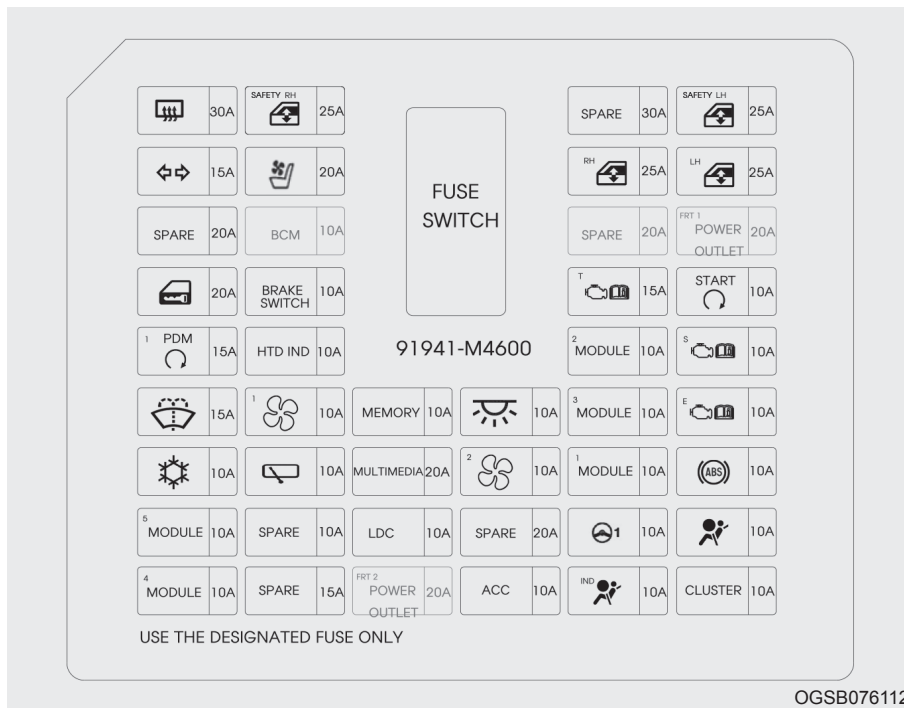 30A SAFETY RH 25A SPARE 30A SAFETY LH 25A
15A 20A RH 25A LH 25A
FUSE
SWITCH
SPARE 20A BCM 10A SPARE 20A FRT 1 POWER OUTLET 20A
20A BRAKE SWITCH 10A T 15A START 10A
1 PDM 15A HTD IND 10A 91941-M4600 2 MODULE 10A S 10A
15A 1 10A MEMORY 10A 10A 3 MODULE 10A E 10A
10A 10A MULTIMEDIA 20A 2 10A 1 MODULE 10A (ABS) 10A
5 MODULE 10A SPARE 10A LDC 10A SPARE 20A 1 10A 10A
4 MODULE 10A SPARE 15A FRT 2 POWER OUTLET 20A ACC 10A IND 10A CLUSTER 10A
USE THE DESIGNATED FUSE ONLY
OGSB076112